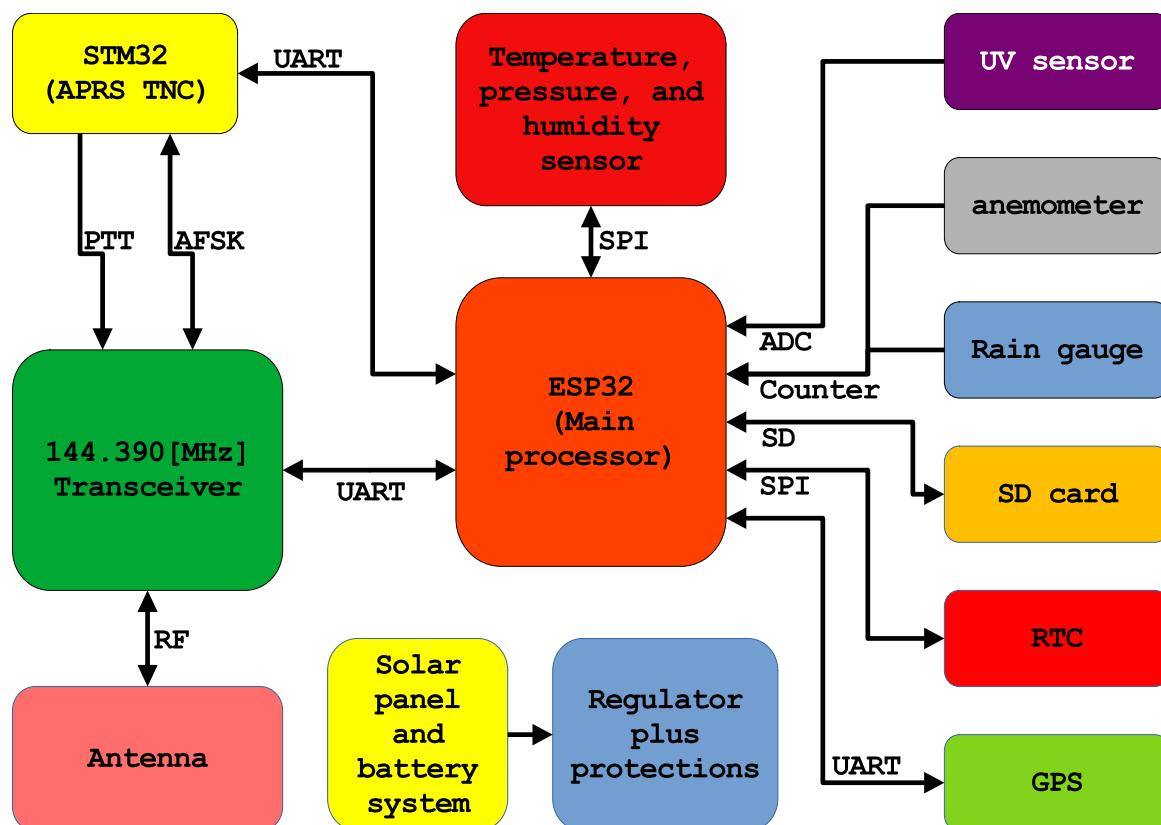 STM32
(APRS TNC)
UART
Temperature,
pressure, and
humidity
sensor
UV sensor
anemometer
PTT
AFSK
SPI
Rain gauge
ADC
Counter
ESP32
(Main
processor)
144.390[MHz]
Transceiver
UART
SD
SPI
SD card
RF
RTC
Solar
panel
and
battery
system
Regulator
plus
protections
Antenna
UART
GPS